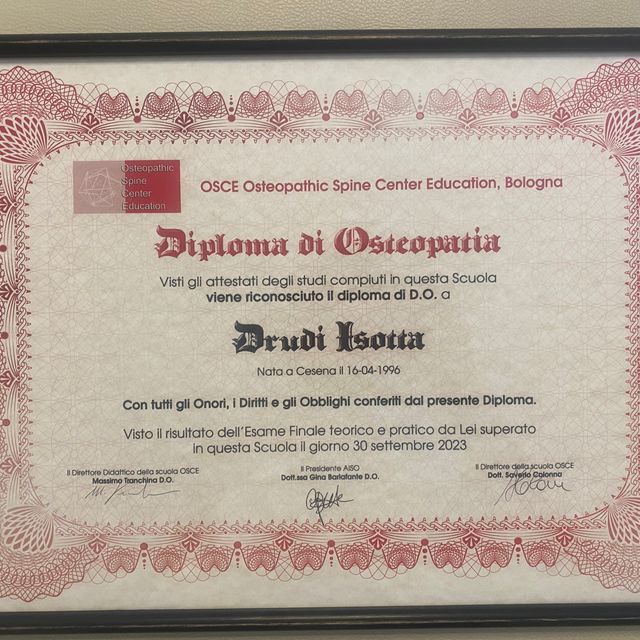 Osteopathic
Spine
Center
Education
OSCE Osteopathic Spine Center Education, Bologna
Diploma di Osteopatia
Visti gli attestati degli studi compiuti in questa Scuola
viene riconosciuto il diploma di D.O. a
Drudi Isotta
Nata a Cesena il 16-04-1996
Con tutti gli Onori, i Diritti e gli Obblighi conferiti dal presente Diploma.
Visto il risultato dell'Esame Finale teorico e pratico da Lei superato
in questa Scuola il giorno 30 settembre 2023
Il Direttore Didattico della scuola OSCE
Massimo Tranchina D.O.
Il Presidente AISO
Dott.ssa Gina Barlafante D.O.
Il Direttore della scuola OSCE
Dott. Saverio Colonna